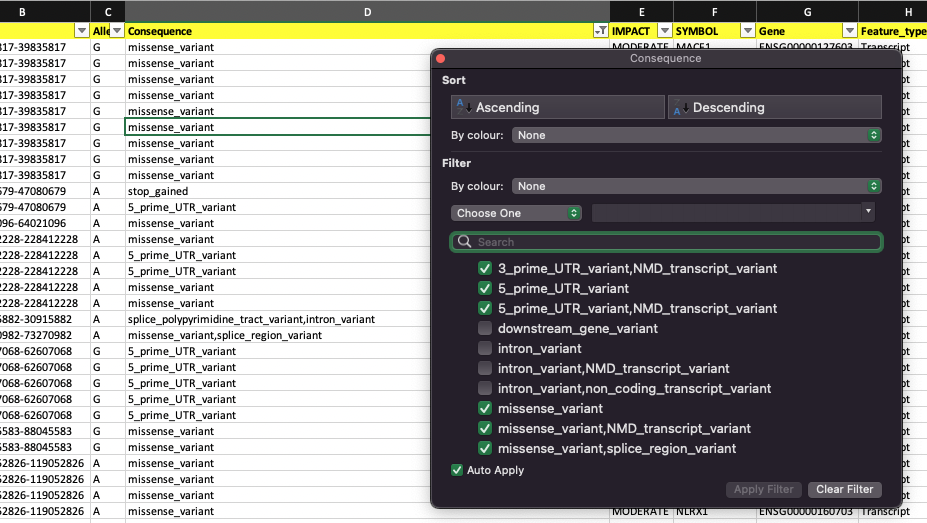 B C D E F G H
Alle Consequence IMPACT SYMBOL Gene Feature_type
817-39835817 G missense_variant MODERATE MACF1 ENSG00000127603 Transcript
817-39835817 G missense_variant
817-39835817 G missense_variant
817-39835817 G missense_variant
817-39835817 G missense_variant
817-39835817 G missense_variant
817-39835817 G missense_variant
817-39835817 G missense_variant
817-39835817 G missense_variant
679-47080679 A stop_gained
679-47080679 A 5_prime_UTR_variant
096-64021096 A missense_variant
2228-228412228 A missense_variant
2228-228412228 A 5_prime_UTR_variant
2228-228412228 A 5_prime_UTR_variant
2228-228412228 A missense_variant
2228-228412228 A missense_variant
5882-30915882 A splice_polypyrimidine_tract_variant,intron_variant
0982-73270982 A missense_variant,splice_region_variant
7068-62607068 G 5_prime_UTR_variant
7068-62607068 G 5_prime_UTR_variant
7068-62607068 G 5_prime_UTR_variant
7068-62607068 G 5_prime_UTR_variant
7068-62607068 G 5_prime_UTR_variant
5583-88045583 G missense_variant
5583-88045583 G missense_variant
52826-119052826 A missense_variant
52826-119052826 A missense_variant
52826-119052826 A missense_variant
52826-119052826 A missense_variant MODERATE NLRX1 ENSG00000160703 Transcript
Consequence
Sort
Ascending Descending
By colour: None
Filter
By colour: None
Choose One
Search
3_prime_UTR_variant,NMD_transcript_variant
5_prime_UTR_variant
5_prime_UTR_variant,NMD_transcript_variant
downstream_gene_variant
intron_variant
intron_variant,NMD_transcript_variant
intron_variant,non_coding_transcript_variant
missense_variant
missense_variant,NMD_transcript_variant
missense_variant,splice_region_variant
Auto Apply
Apply Filter Clear Filter